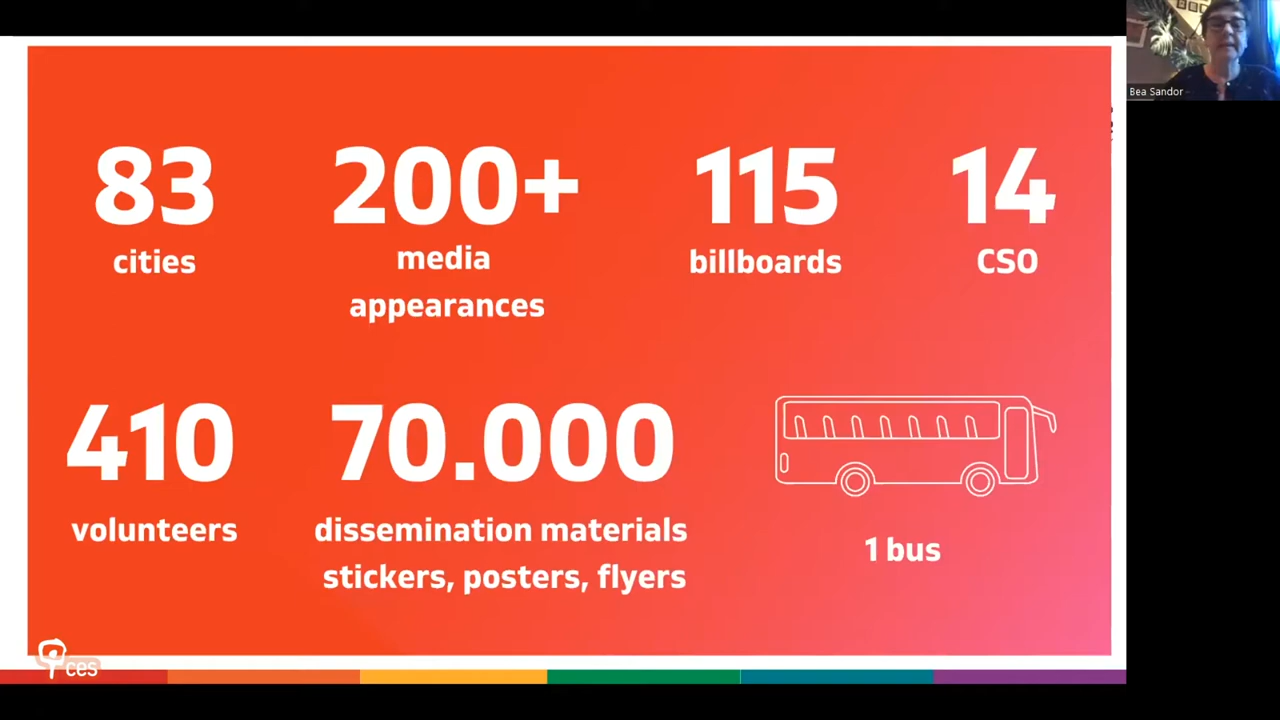 Bea Sandor
83
cities
200+
media
appearances
115
billboards
14
CSO
410
volunteers
70.000
dissemination materials
stickers, posters, flyers
1 bus
ces